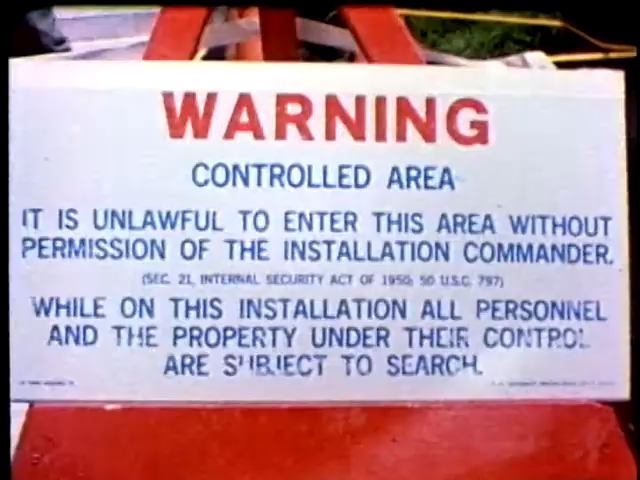 WARNING
CONTROLLED AREA
IT IS UNLAWFUL TO ENTER THIS AREA WITHOUT
PERMISSION OF THE INSTALLATION COMMANDER.
(SEC. 21, INTERNAL SECURITY ACT OF 1950; 50 U.S.C. 797)
WHILE ON THIS INSTALLATION ALL PERSONNEL
AND THE PROPERTY UNDER THEIR CONTROL
ARE SUBJECT TO SEARCH.